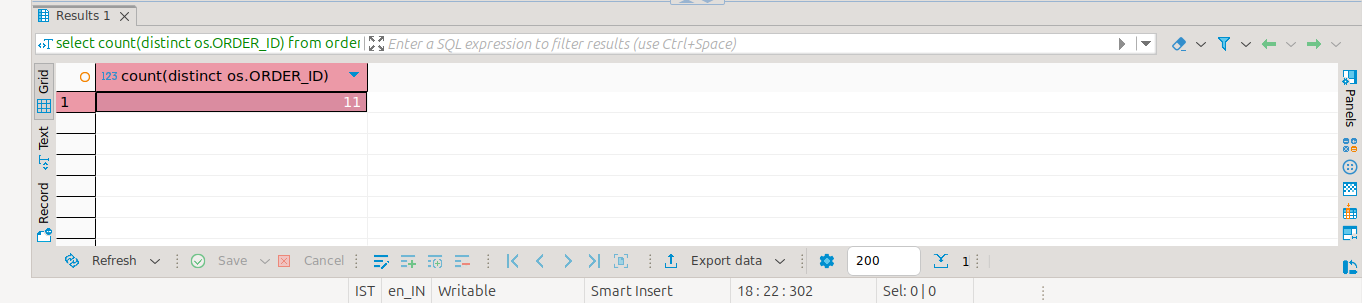 Results 1
select count(distinct os.ORDER_ID) from order
Enter a SQL expression to filter results (use Ctrl+Space)
Grid
Text
Record
123 count(distinct os.ORDER_ID)
1 11
Panels
Refresh Save Cancel Export data 200 1
IST en_IN Writable Smart Insert 18 : 22 : 302 Sel: 0 | 0